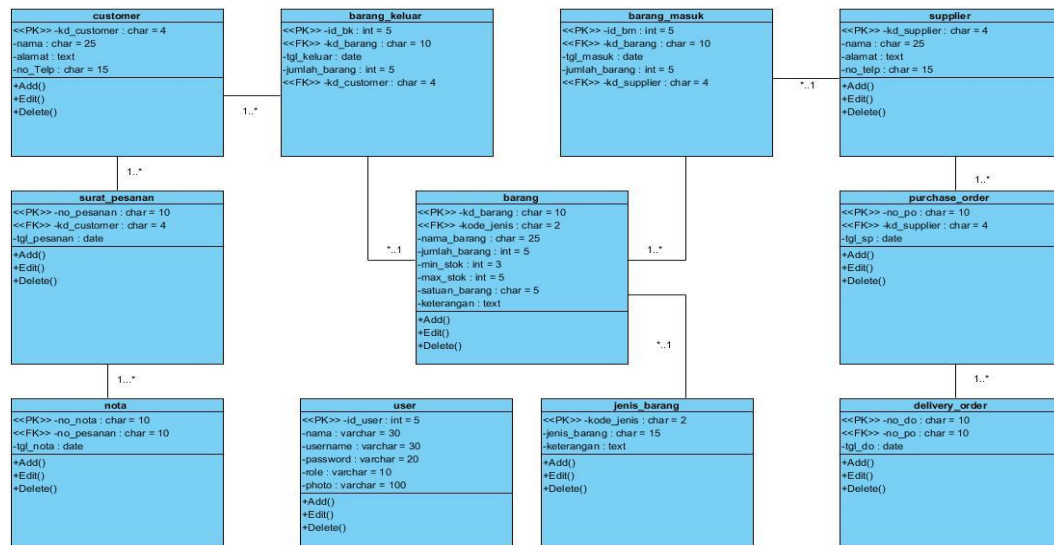 customer
<<PK>> -kd_customer : char = 4
-nama : char = 25
-alamat : text
-no_Telp : char = 15
+Add()
+Edit()
+Delete()
barang_keluar
<<PK>> -id_bk : int = 5
<<FK>> -kd_barang : char = 10
-tgl_keluar : date
-jumlah_barang : int = 5
<<FK>> -kd_customer : char = 4
barang_masuk
<<PK>> -id_bm : int = 5
<<FK>> -kd_barang : char = 10
-tgl_masuk : date
-jumlah_barang : int = 5
<<FK>> -kd_supplier : char = 4
supplier
<<PK>> -kd_supplier : char = 4
-nama : char = 25
-alamat : text
-no_telp : char = 15
+Add()
+Edit()
+Delete()
1..*
*..1
1..*
1..*
surat_pesanan
<<PK>> -no_pesanan : char = 10
<<FK>> -kd_customer : char = 4
-tgl_pesanan : date
+Add()
+Edit()
+Delete()
barang
<<PK>> -kd_barang : char = 10
<<FK>> -kode_jenis : char = 2
-nama_barang : char = 25
-jumlah_barang : int = 5
-min_stok : int = 3
-max_stok : int = 5
-satuan_barang : char = 5
-keterangan : text
+Add()
+Edit()
+Delete()
purchase_order
<<PK>> -no_po : char = 10
<<FK>> -kd_supplier : char = 4
-tgl_sp : date
+Add()
+Edit()
+Delete()
*..1
1..*
*..1
1...*
1..*
nota
<<PK>> -no_nota : char = 10
<<FK>> -no_pesanan : char = 10
-tgl_nota : date
+Add()
+Edit()
+Delete()
user
<<PK>> -id_user : int = 5
-nama : varchar = 30
-username : varchar = 30
-password : varchar = 20
-role : varchar = 10
-photo : varchar = 100
+Add()
+Edit()
+Delete()
jenis_barang
<<PK>> -kode_jenis : char = 2
-jenis_barang : char = 15
-keterangan : text
+Add()
+Edit()
+Delete()
delivery_order
<<PK>> -no_do : char = 10
<<FK>> -no_po : char = 10
-tgl_do : date
+Add()
+Edit()
+Delete()